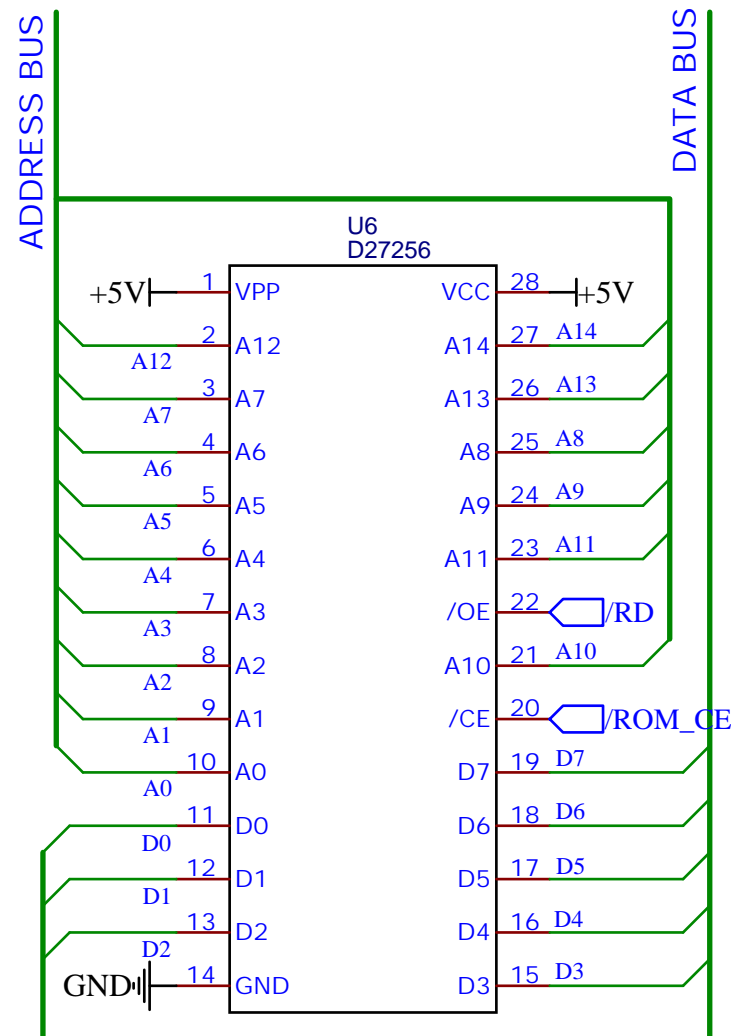 ADDRESS BUS
DATA BUS
U6
D27256
+5V 1 VPP VCC 28 +5V
A12 2 A12 A14 27 A14
A7 3 A7 A13 26 A13
A6 4 A6 A8 25 A8
A5 5 A5 A9 24 A9
A4 6 A4 A11 23 A11
A3 7 A3 /OE 22 /RD
A2 8 A2 A10 21 A10
A1 9 A1 /CE 20 /ROM_CE
A0 10 A0 D7 19 D7
D0 11 D0 D6 18 D6
D1 12 D1 D5 17 D5
D2 13 D2 D4 16 D4
GND 14 GND D3 15 D3